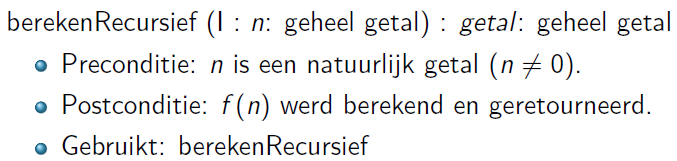 berekenRecursief (I : n: geheel getal) : getal: geheel getal
Preconditie: n is een natuurlijk getal (n ≠ 0).
Postconditie: f(n) werd berekend en geretourneerd.
Gebruikt: berekenRecursief